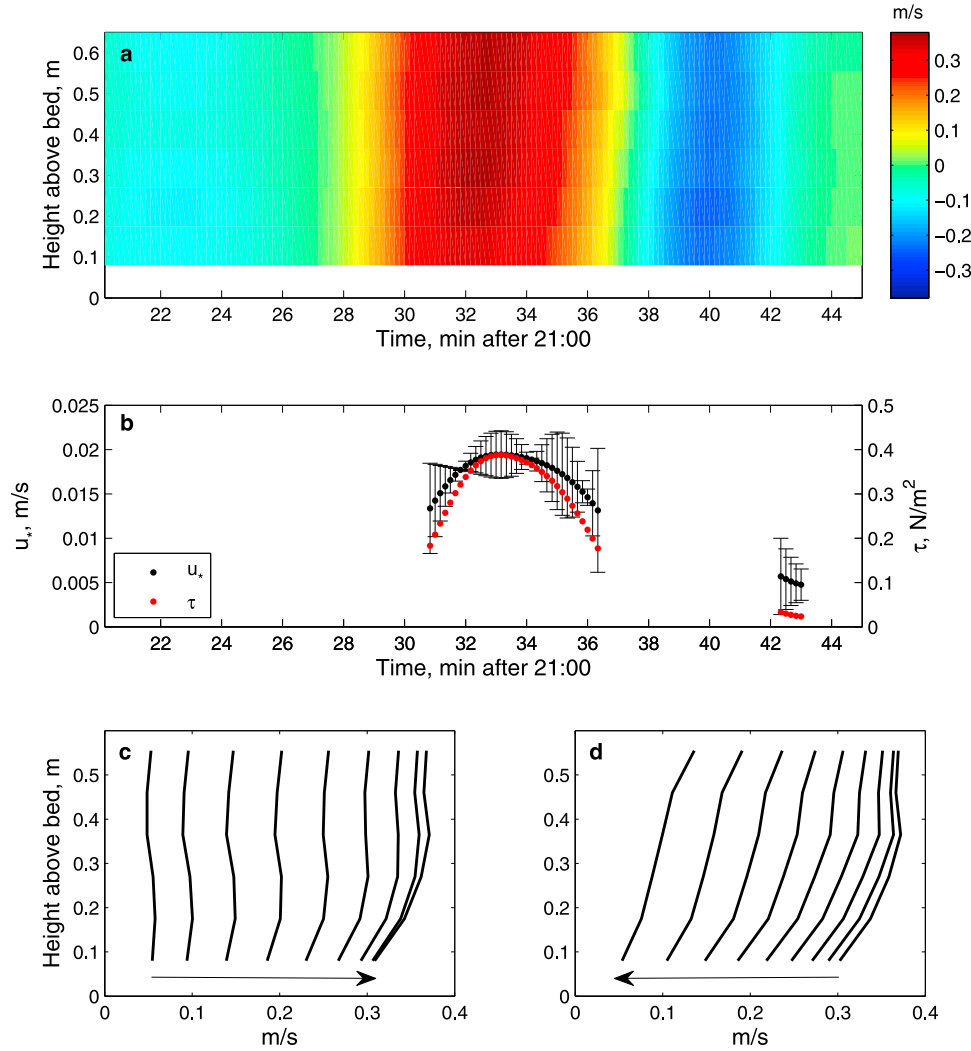 m/s
a
Height above bed, m
0.6
0.5
0.4
0.3
0.2
0.1
0
22 24 26 28 30 32 34 36 38 40 42 44
Time, min after 21:00
0.3
0.2
0.1
0
−0.1
−0.2
−0.3
b
u*, m/s
0.025
0.02
0.015
0.01
0.005
0
0.5
0.4
0.3
0.2
0.1
0
τ, N/m²
u*
τ
22 24 26 28 30 32 34 36 38 40 42 44
Time, min after 21:00
c
Height above bed, m
0.5
0.4
0.3
0.2
0.1
0
0 0.1 0.2 0.3 0.4
m/s
d
0.5
0.4
0.3
0.2
0.1
0
0 0.1 0.2 0.3 0.4
m/s